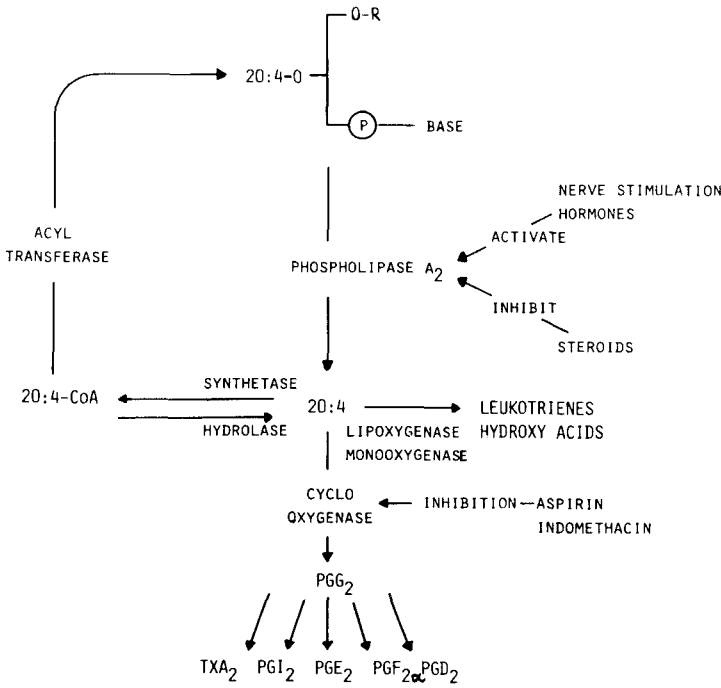 O-R
20:4-O
P BASE
NERVE STIMULATION
HORMONES
ACTIVATE
ACYL
TRANSFERASE
PHOSPHOLIPASE A2
INHIBIT
STEROIDS
SYNTHETASE
20:4-CoA
20:4
LEUKOTRIENES
HYDROLASE
LIPOXYGENASE
HYDROXY ACIDS
MONOOXYGENASE
CYCLO
OXYGENASE
INHIBITION—ASPIRIN
INDOMETHACIN
PGG2
TXA2 PGI2 PGE2 PGF2α PGD2